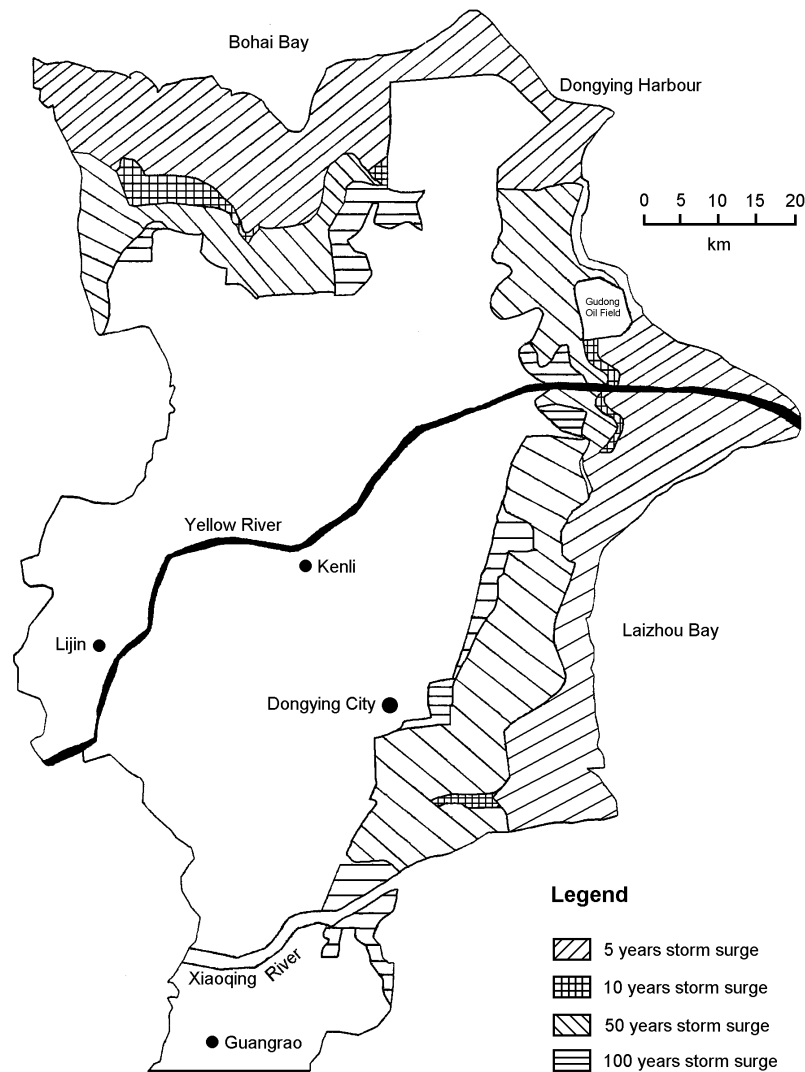 Bohai Bay
Dongying Harbour
0 5 10 15 20
km
Gudong
Oil Field
Yellow River
Kenli
Lijin
Laizhou Bay
Dongying City
Legend
5 years storm surge
Xiaoqing River
10 years storm surge
50 years storm surge
Guangrao
100 years storm surge